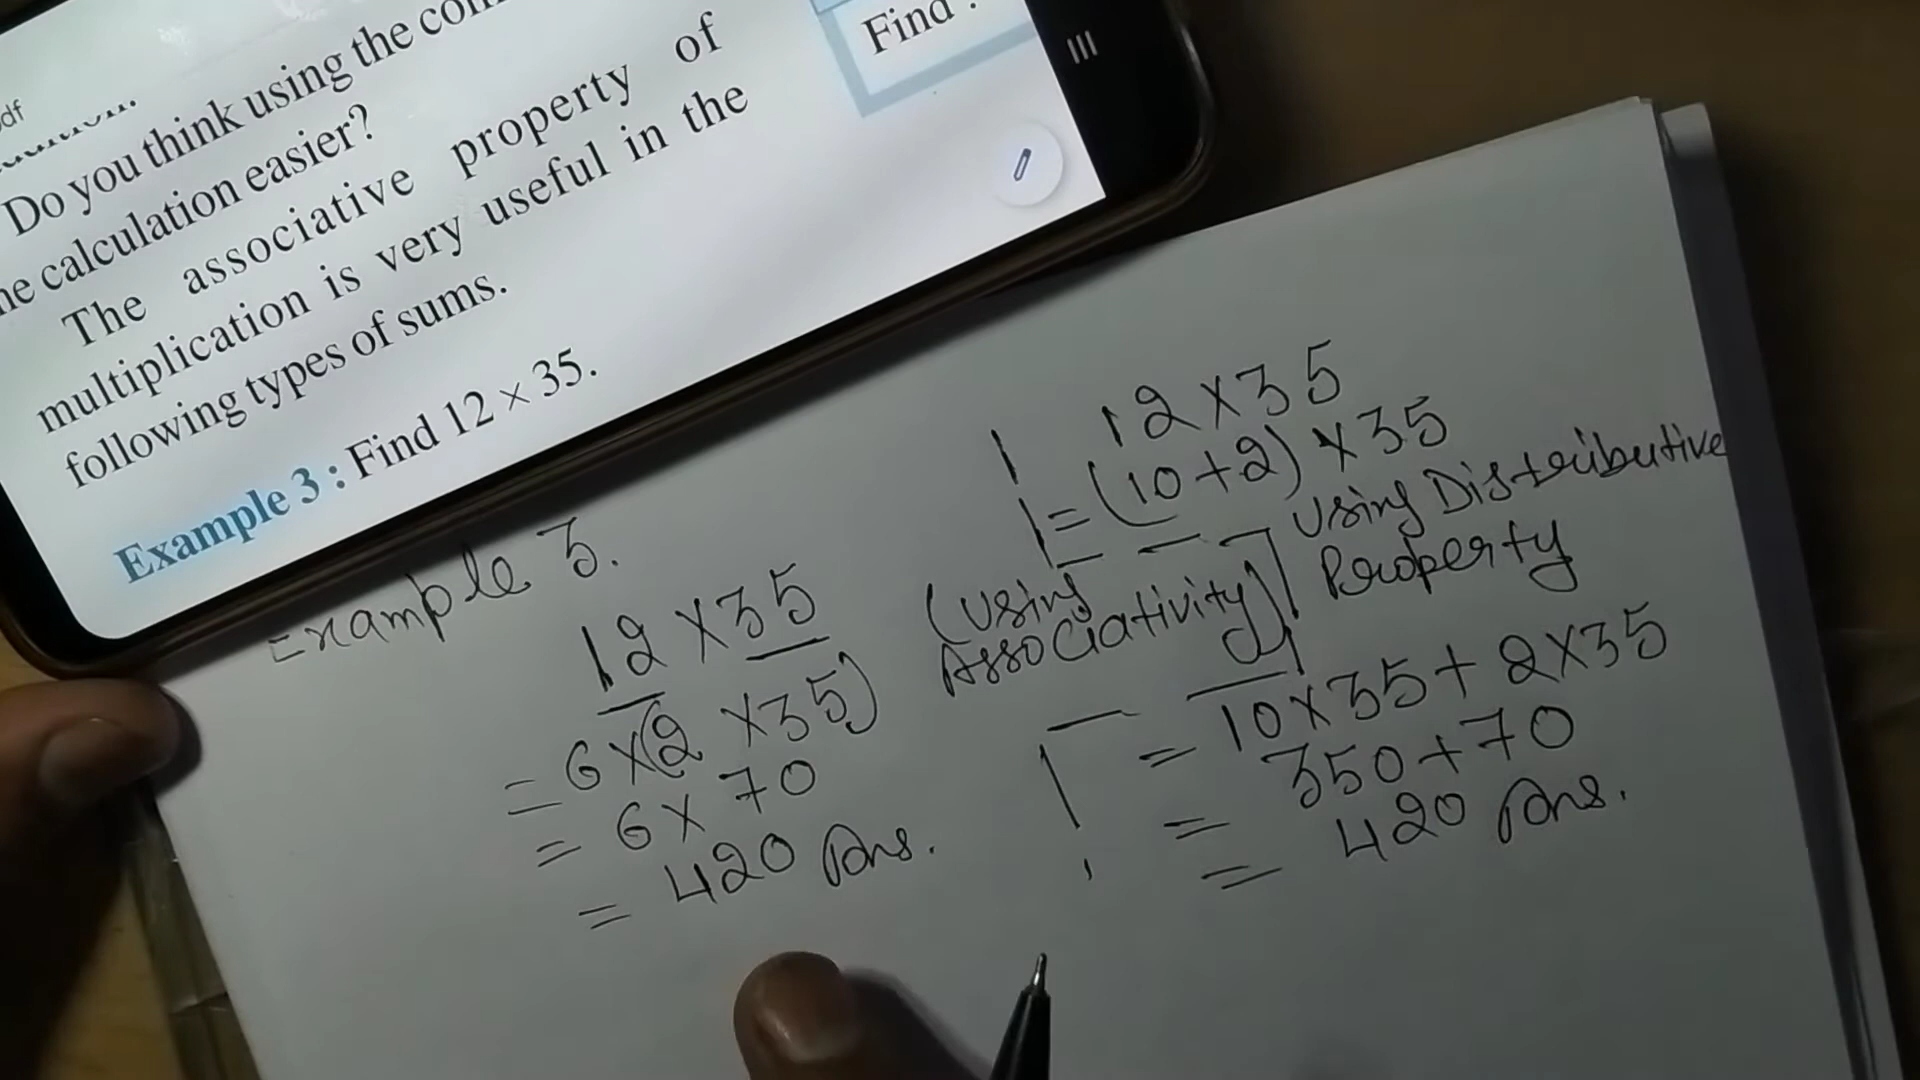 df
Do you think using the
calculation easier?
The associative property of
multiplication is very useful in the
following types of sums.
Example 3 : Find 12 × 35.
Find :
Example 3.
12 × 35
= 6 × (2 × 35)
(Using
Associativity)
= 6 × 70
= 420 Ans.
12 × 35
= (10 + 2) × 35
Using Distributive
Property
= 10 × 35 + 2 × 35
= 350 + 70
= 420 Ans.